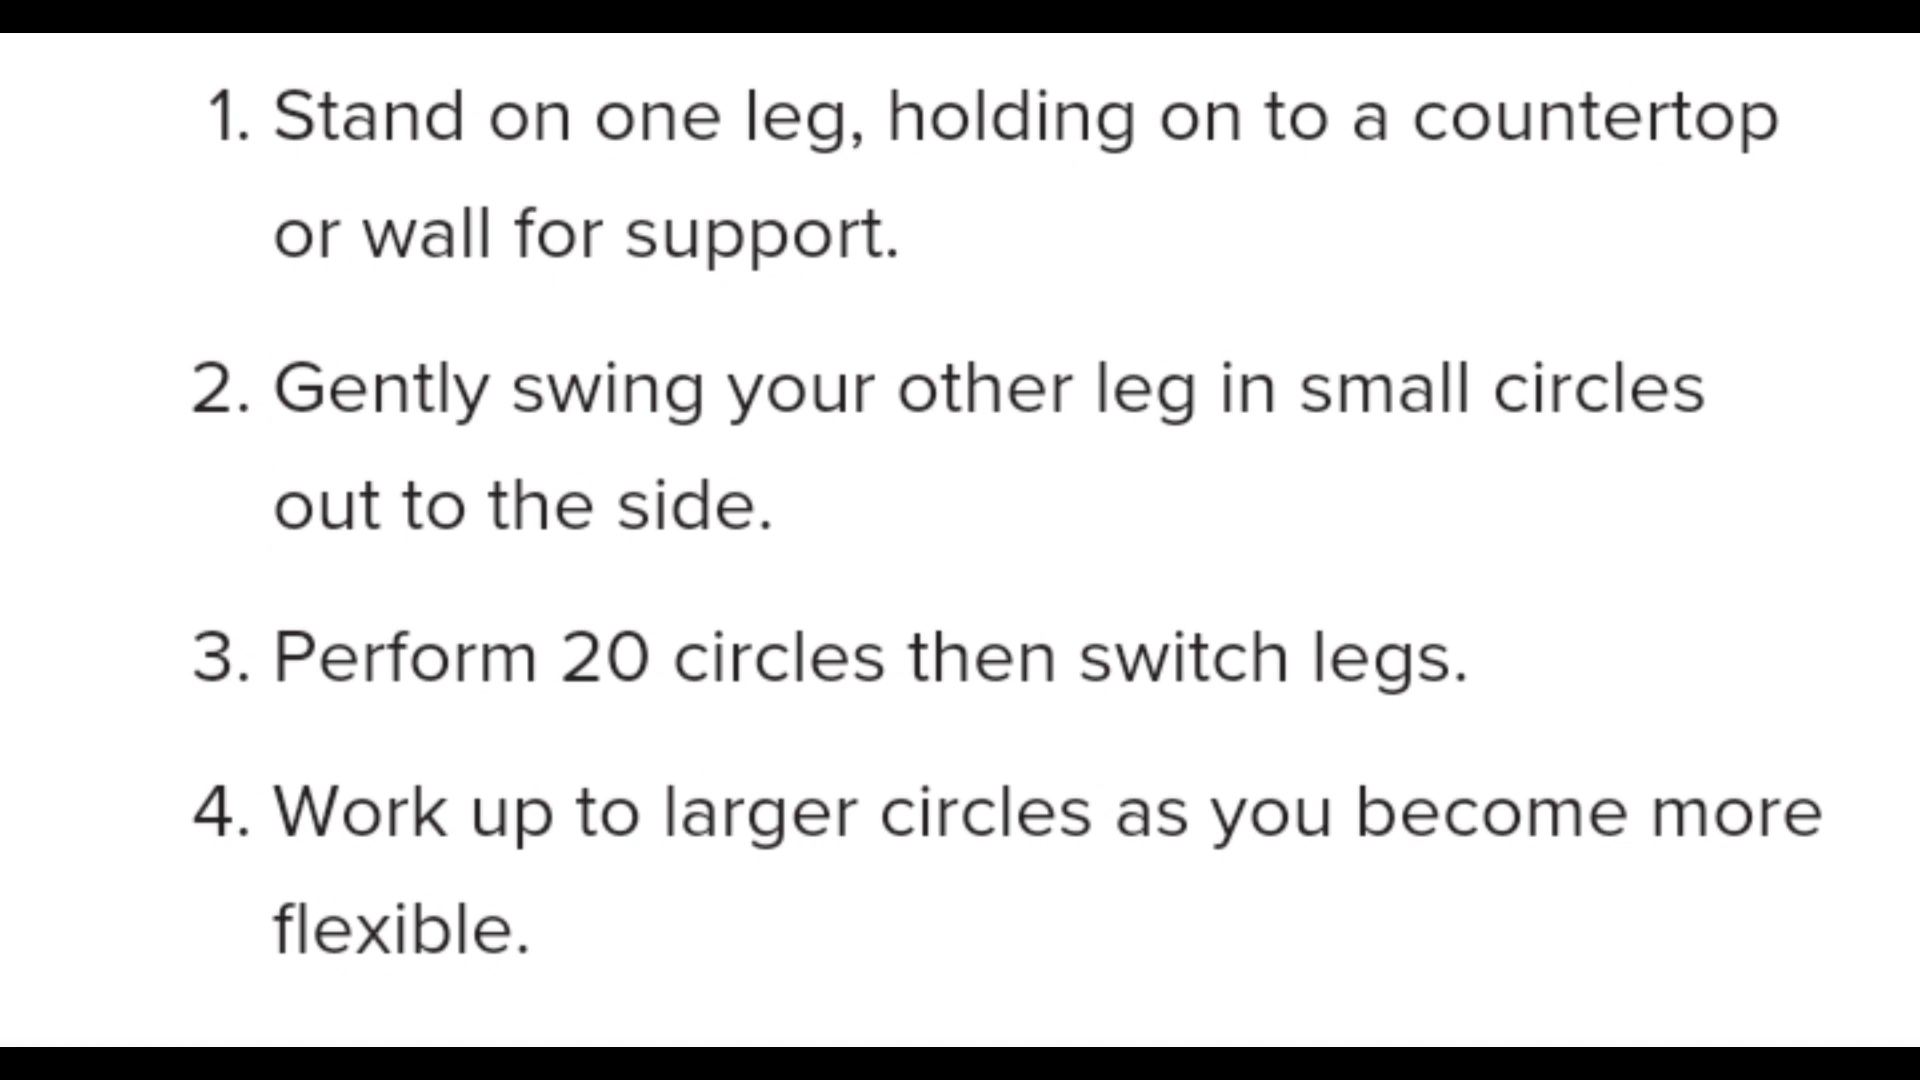 1. Stand on one leg, holding on to a countertop
or wall for support.
2. Gently swing your other leg in small circles
out to the side.
3. Perform 20 circles then switch legs.
4. Work up to larger circles as you become more
flexible.